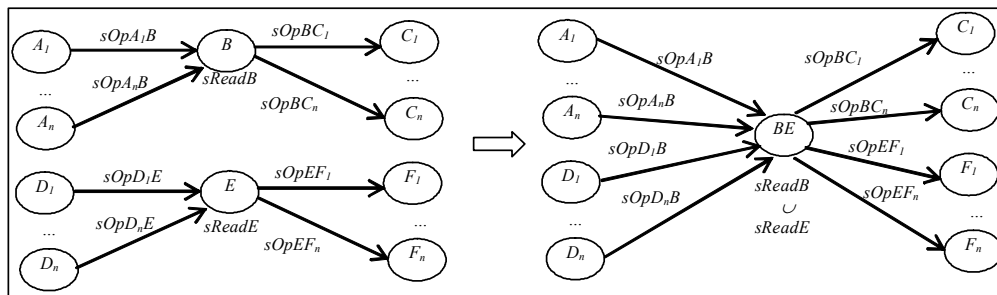 A₁
sOpA₁B
B
sOpBC₁
C₁
...
sOpAₙB
sReadB
sOpBCₙ
...
Aₙ
Cₙ
D₁
sOpD₁E
E
sOpEF₁
F₁
...
sOpDₙE
sReadE
sOpEFₙ
...
Dₙ
Fₙ
A₁
sOpA₁B
sOpBC₁
C₁
...
...
Aₙ
sOpAₙB
sOpBCₙ
Cₙ
BE
D₁
sOpD₁B
sOpEF₁
F₁
...
sOpDₙB
sReadB
∪
sReadE
sOpEFₙ
...
Dₙ
Fₙ